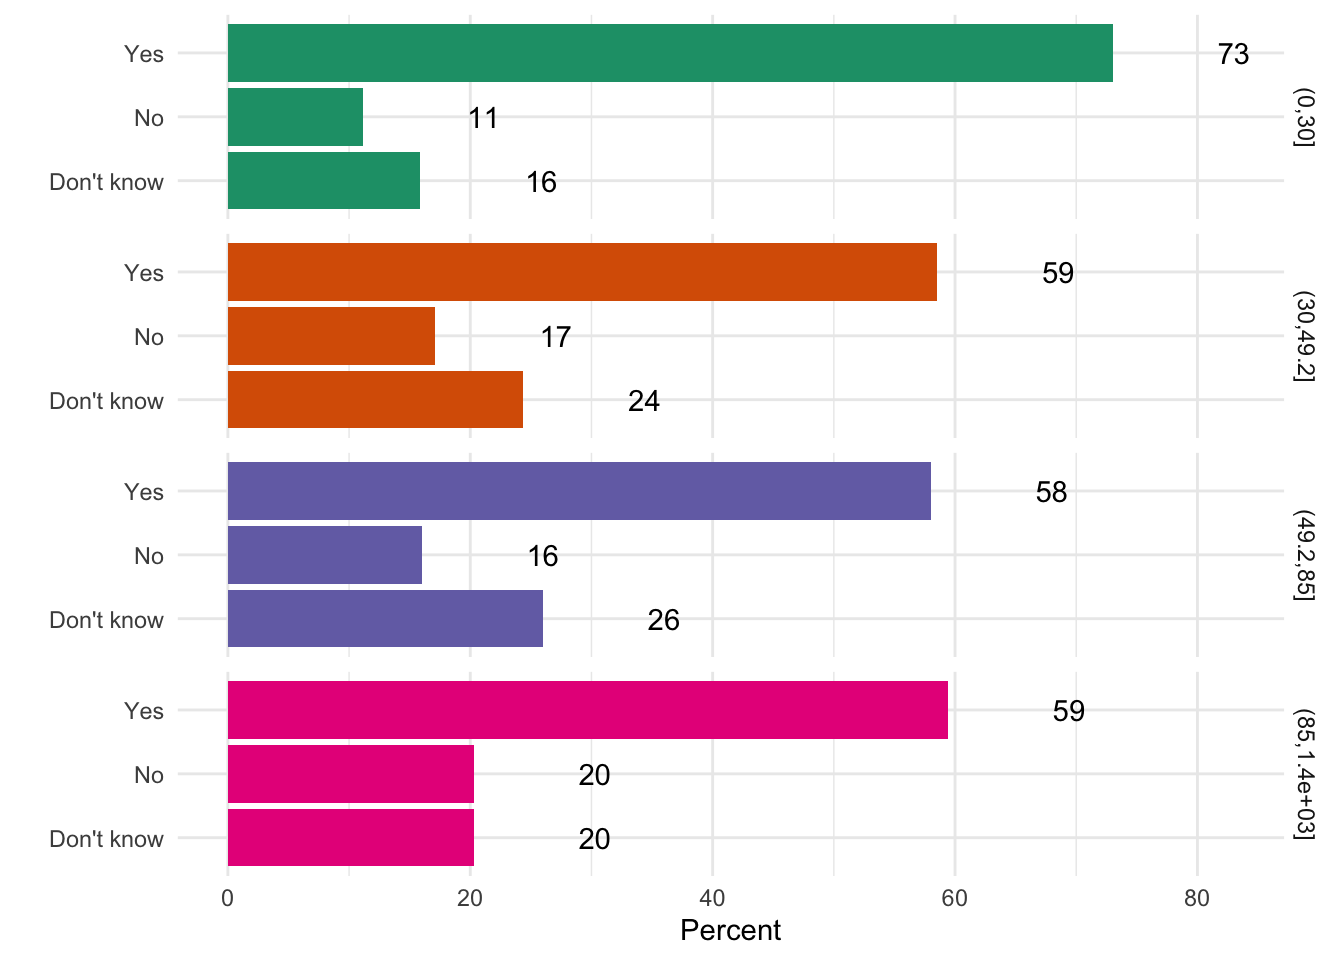 Yes 73
No 11
Don't know 16
(0,30]
Yes 59
No 17
Don't know 24
(30,49.2]
Yes 58
No 16
Don't know 26
(49.2,85]
Yes 59
No 20
Don't know 20
(85,1.4e+03]
0 20 40 60 80
Percent